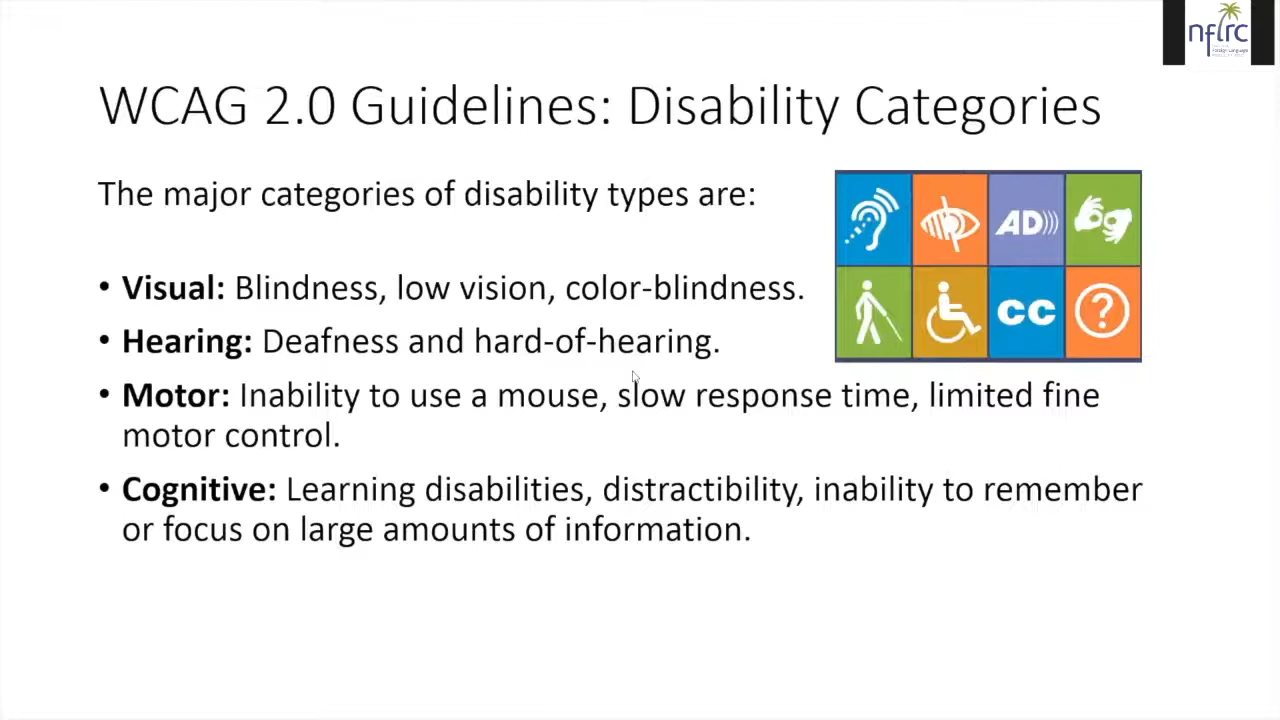 nflrc
Foreign Language
WCAG 2.0 Guidelines: Disability Categories
The major categories of disability types are:
• Visual: Blindness, low vision, color-blindness.
• Hearing: Deafness and hard-of-hearing.
• Motor: Inability to use a mouse, slow response time, limited fine
motor control.
• Cognitive: Learning disabilities, distractibility, inability to remember
or focus on large amounts of information.
AD
CC
?